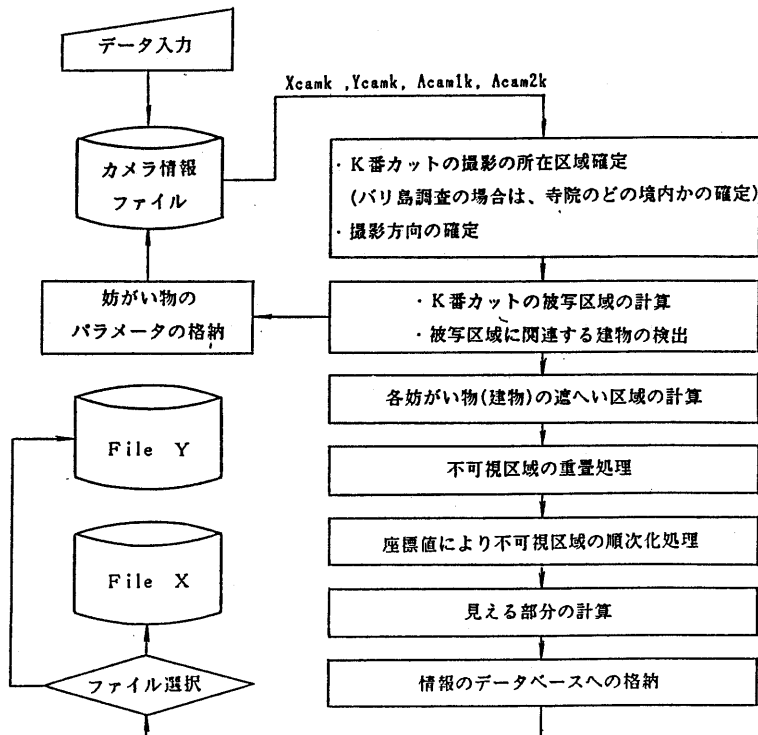 データ入力
Xcamk ,Ycamk, Acam1k, Acam2k
カメラ情報
ファイル
・K番カットの撮影の所在区域確定
(バリ島調査の場合は、寺院のどの境内かの確定)
・撮影方向の確定
妨がい物の
パラメータの格納
・K番カットの被写区域の計算
・被写区域に関連する建物の検出
各妨がい物(建物)の遮へい区域の計算
File Y
不可視区域の重畳処理
座標値により不可視区域の順次化処理
File X
見える部分の計算
ファイル選択
情報のデータベースへの格納